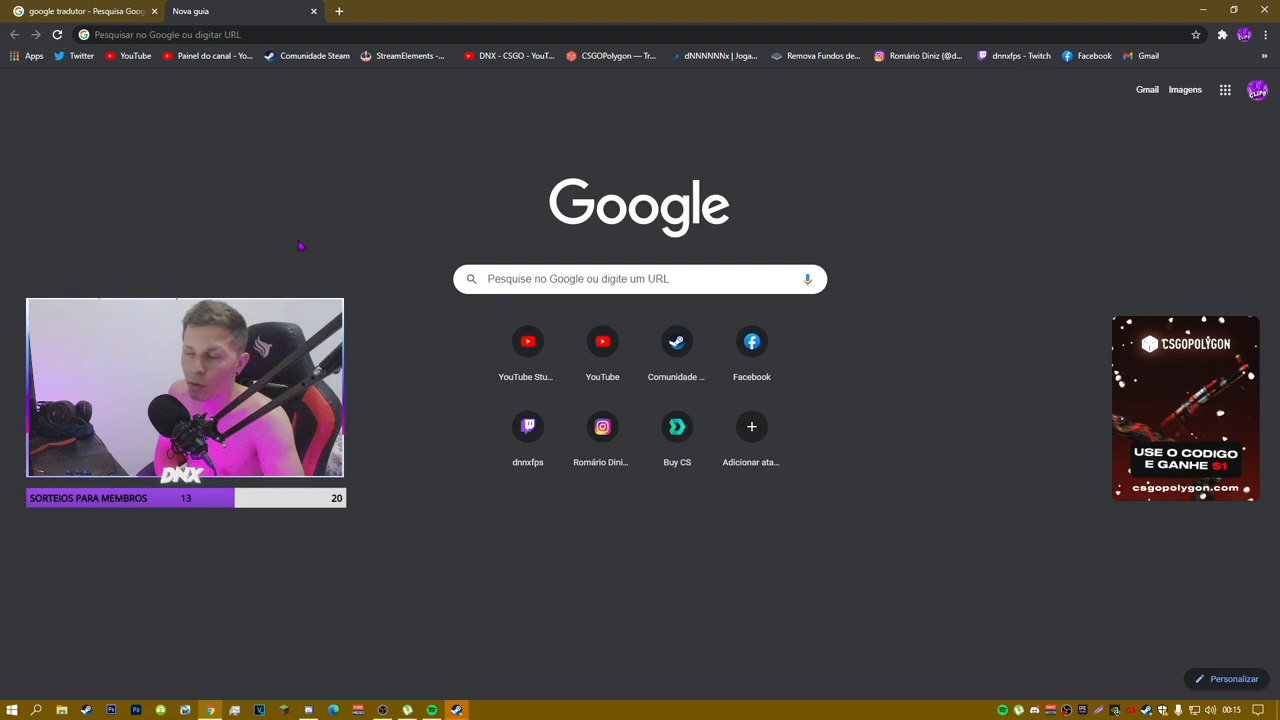 google tradutor - Pesquisa Goog
Nova guia
Pesquisar no Google ou digitar URL
Apps
Twitter
YouTube
Painel do canal - Yo...
Comunidade Steam
StreamElements -...
DNX - CSGO - YouT...
CSGOPolygon — Tr...
dNNNNNNx | Joga...
Remova Fundos de...
Romário Diniz (@d...
dnnxfps - Twitch
Facebook
Gmail
»
Gmail
Imagens
CLIPS
Google
Pesquise no Google ou digite um URL
YouTube Stu...
YouTube
Comunidade ...
Facebook
dnnxfps
Romário Dini...
Buy CS
Adicionar ata...
DNX
SORTEIOS PARA MEMBROS 13 20
CSGOPOLYGON
USE O CODIGO
E GANHE $1
csgopolygon.com
Personalizar
00:15